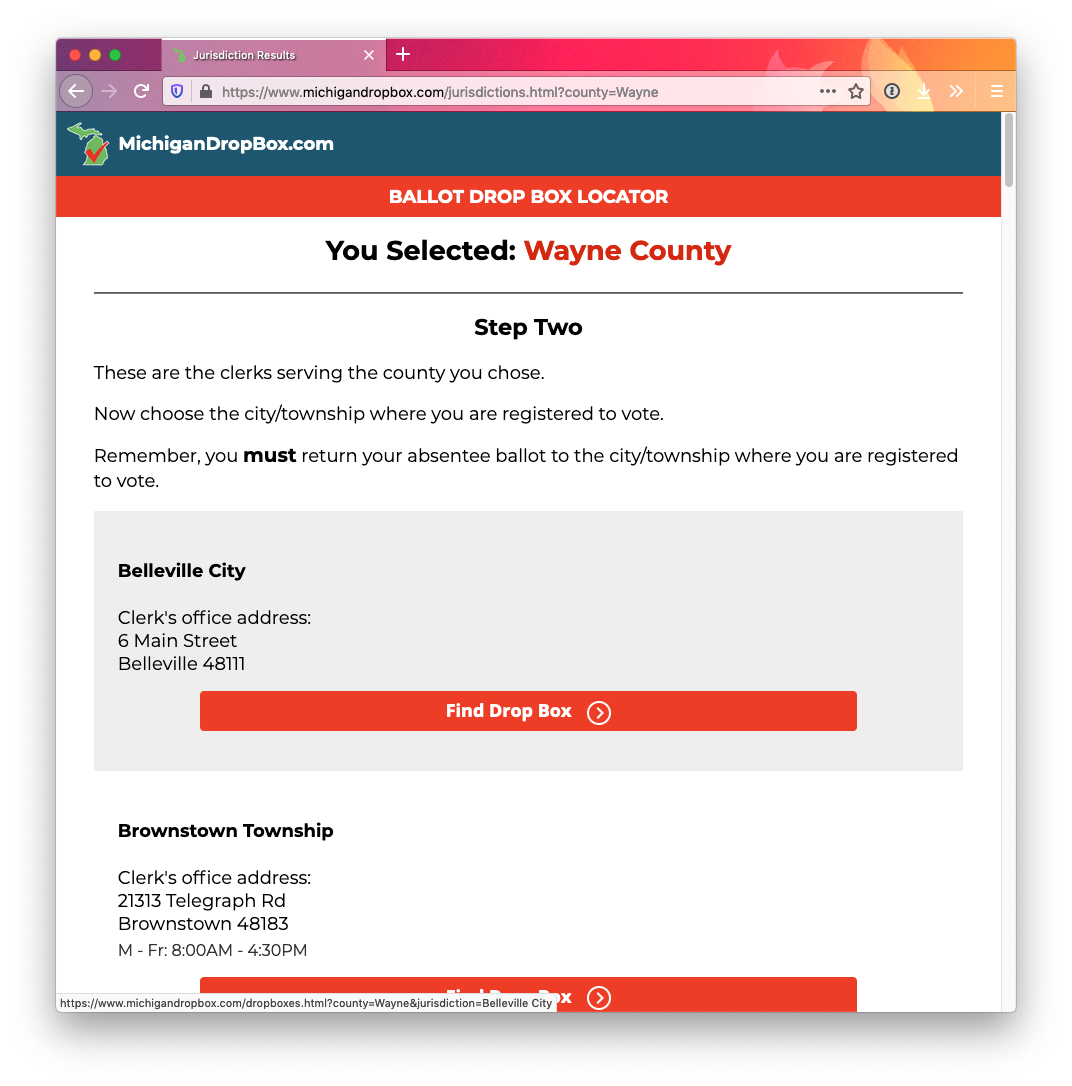 Jurisdiction Results
https://www.michigandropbox.com/jurisdictions.html?county=Wayne
MichiganDropBox.com
BALLOT DROP BOX LOCATOR
You Selected: Wayne County
Step Two
These are the clerks serving the county you chose.
Now choose the city/township where you are registered to vote.
Remember, you must return your absentee ballot to the city/township where you are registered
to vote.
Belleville City
Clerk's office address:
6 Main Street
Belleville 48111
Find Drop Box
Brownstown Township
Clerk's office address:
21313 Telegraph Rd
Brownstown 48183
M - Fr: 8:00AM - 4:30PM
Find Drop Box
https://www.michigandropbox.com/dropboxes.html?county=Wayne&jurisdiction=Belleville City